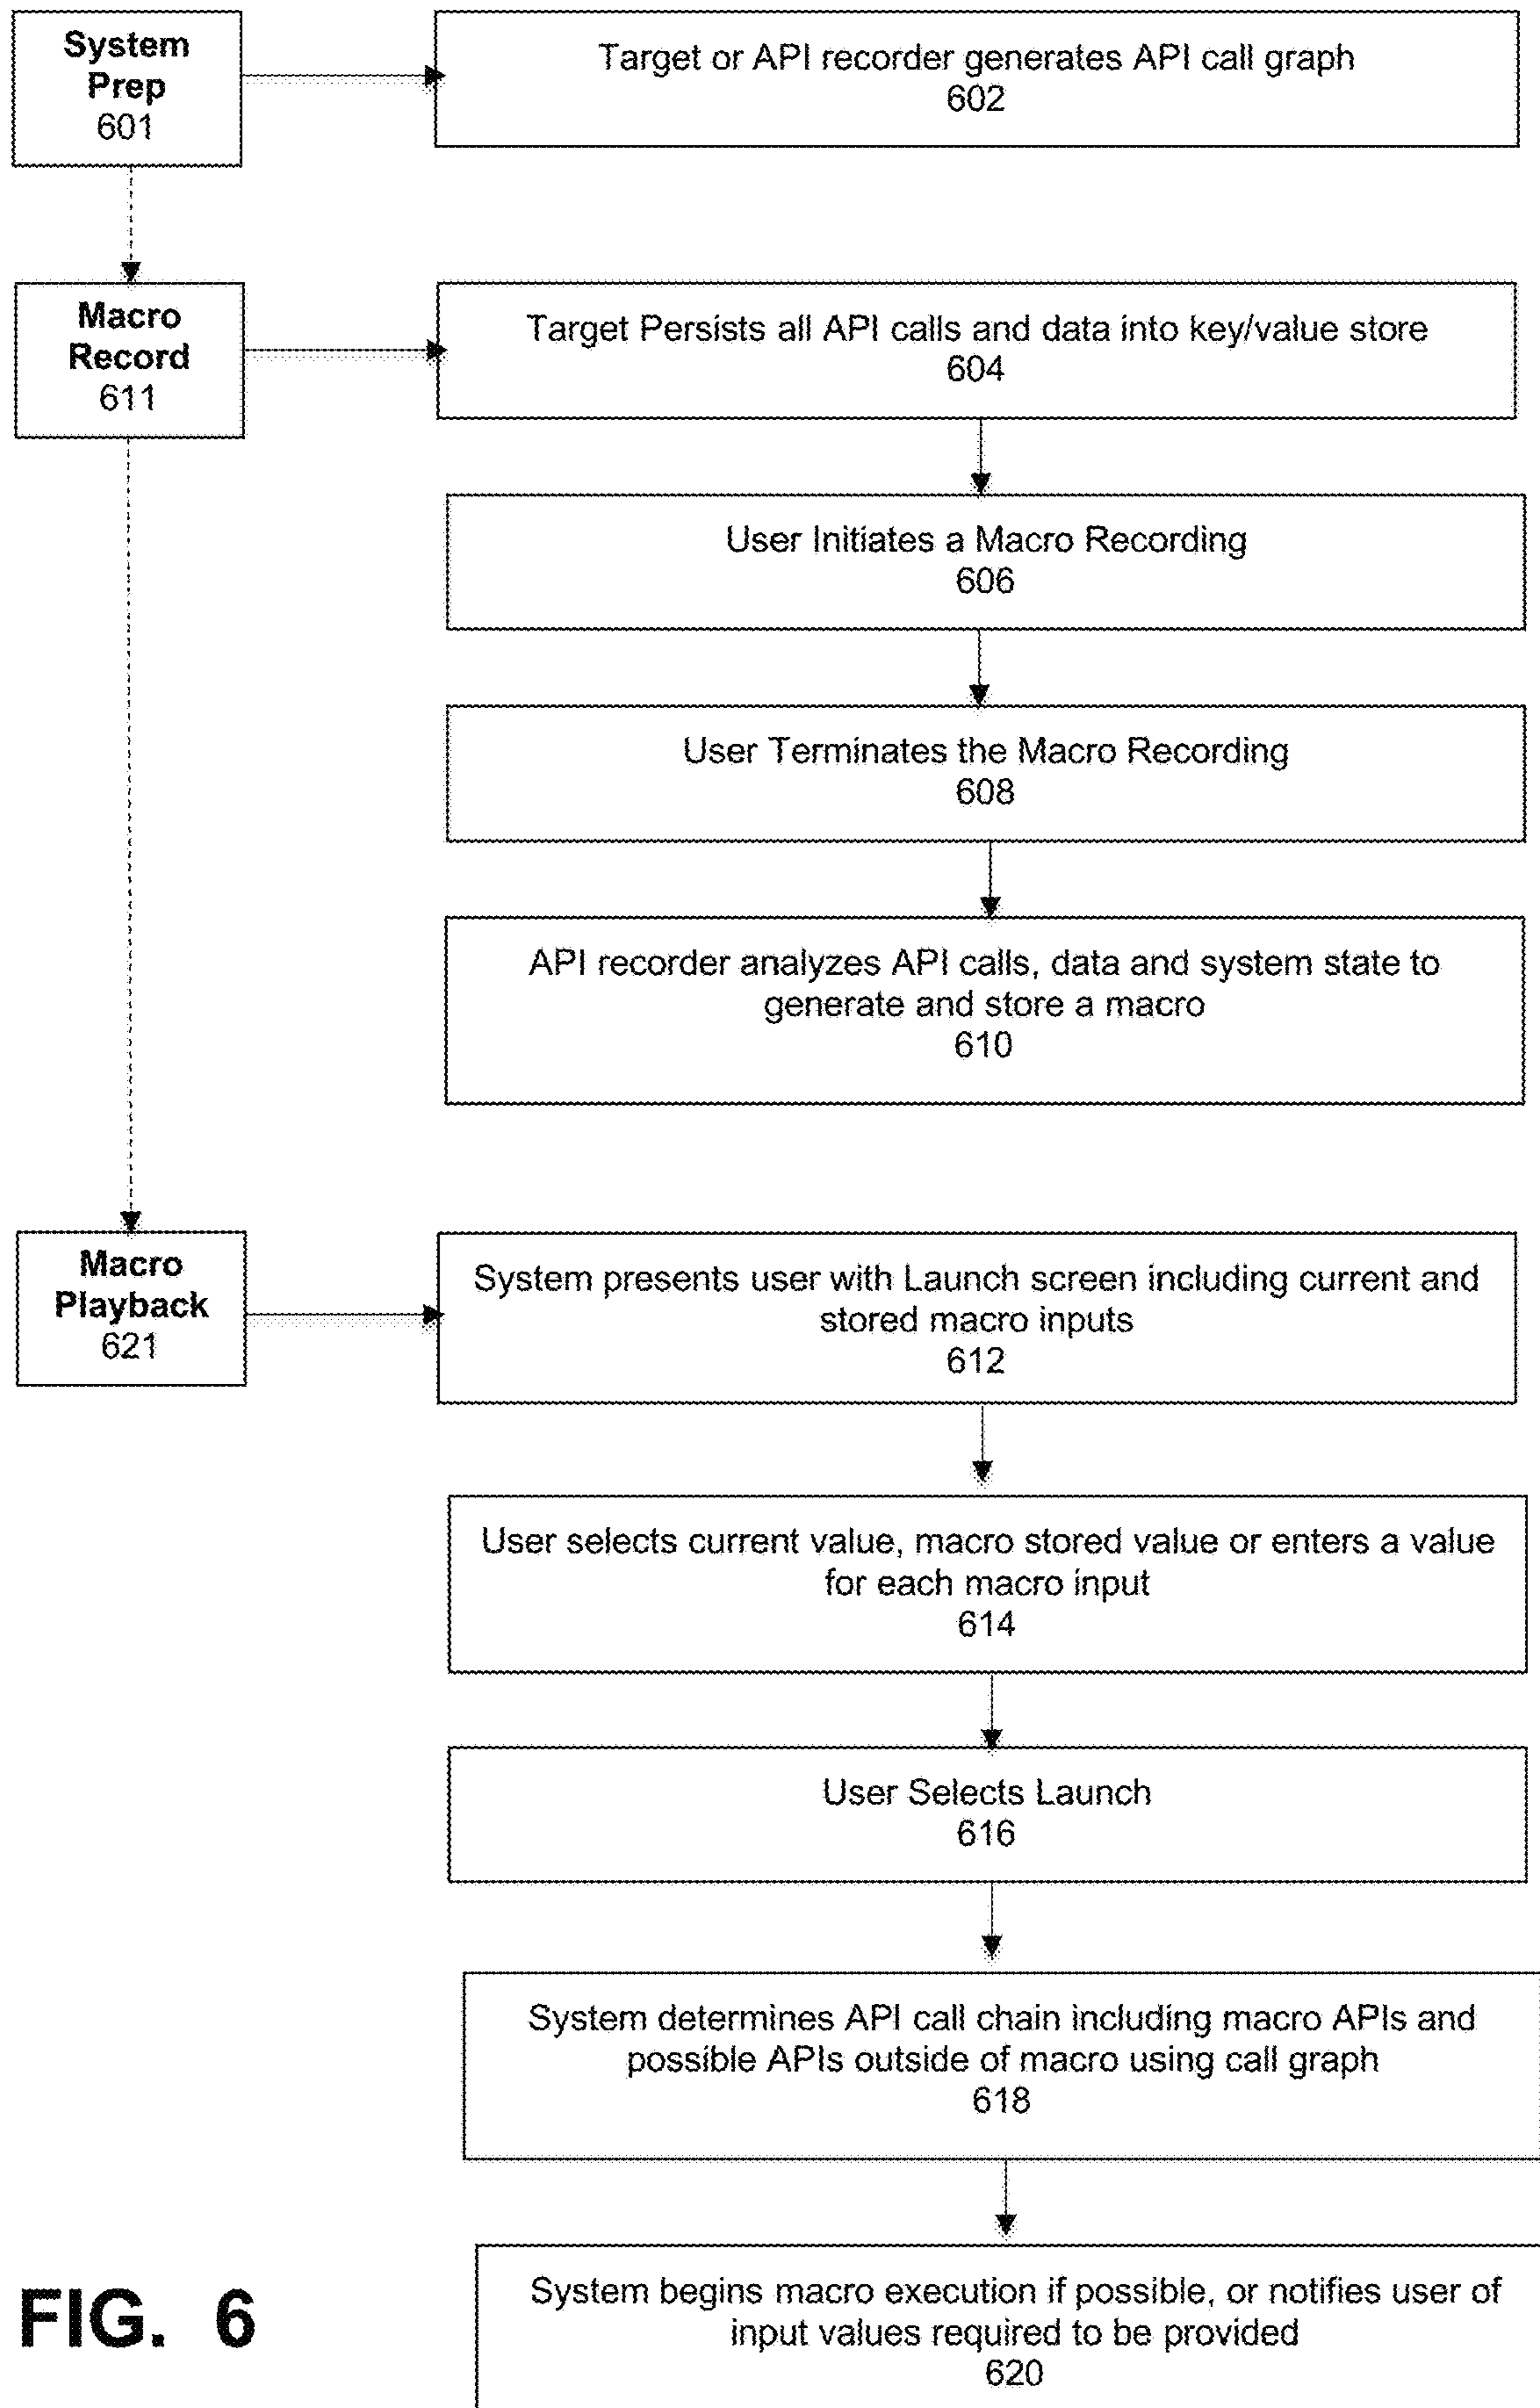 System
Prep
601
Target or API recorder generates API call graph
602
Macro
Record
611
Target Persists all API calls and data into key/value store
604
User Initiates a Macro Recording
606
User Terminates the Macro Recording
608
API recorder analyzes API calls, data and system state to
generate and store a macro
610
Macro
Playback
621
System presents user with Launch screen including current and
stored macro inputs
612
User selects current value, macro stored value or enters a value
for each macro input
614
User Selects Launch
616
System determines API call chain including macro APIs and
possible APIs outside of macro using call graph
618
System begins macro execution if possible, or notifies user of
input values required to be provided
620
FIG. 6